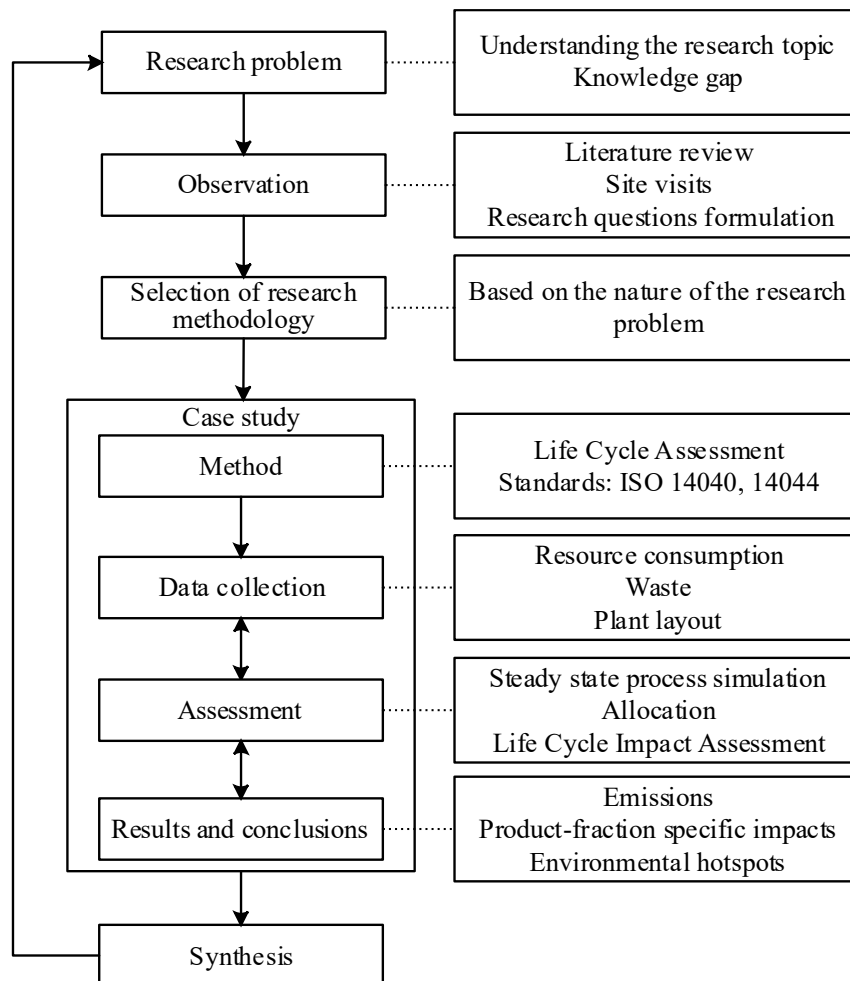 Research problem
Understanding the research topic
Knowledge gap
Observation
Literature review
Site visits
Research questions formulation
Selection of research
methodology
Based on the nature of the research
problem
Case study
Method
Life Cycle Assessment
Standards: ISO 14040, 14044
Data collection
Resource consumption
Waste
Plant layout
Assessment
Steady state process simulation
Allocation
Life Cycle Impact Assessment
Results and conclusions
Emissions
Product-fraction specific impacts
Environmental hotspots
Synthesis